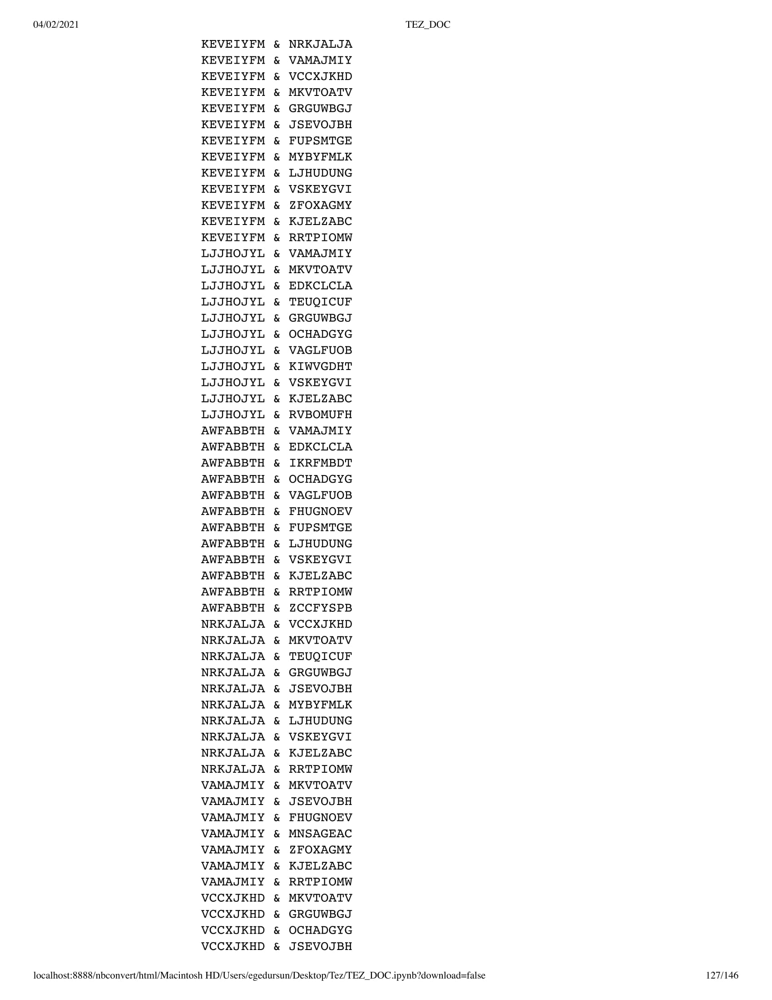 04/02/2021 TEZ_DOC
KEVEIYFM & NRKJALJA
KEVEIYFM & VAMAJMIY
KEVEIYFM & VCCXJKHD
KEVEIYFM & MKVTOATV
KEVEIYFM & GRGUWBGJ
KEVEIYFM & JSEVOJBH
KEVEIYFM & FUPSMTGE
KEVEIYFM & MYBYFMLK
KEVEIYFM & LJHUDUNG
KEVEIYFM & VSKEYGVI
KEVEIYFM & ZFOXAGMY
KEVEIYFM & KJELZABC
KEVEIYFM & RRTPIOMW
LJJHOJYL & VAMAJMIY
LJJHOJYL & MKVTOATV
LJJHOJYL & EDKCLCLA
LJJHOJYL & TEUQICUF
LJJHOJYL & GRGUWBGJ
LJJHOJYL & OCHADGYG
LJJHOJYL & VAGLFUOB
LJJHOJYL & KIWVGDHT
LJJHOJYL & VSKEYGVI
LJJHOJYL & KJELZABC
LJJHOJYL & RVBOMUFH
AWFABBTH & VAMAJMIY
AWFABBTH & EDKCLCLA
AWFABBTH & IKRFMBDT
AWFABBTH & OCHADGYG
AWFABBTH & VAGLFUOB
AWFABBTH & FHUGNOEV
AWFABBTH & FUPSMTGE
AWFABBTH & LJHUDUNG
AWFABBTH & VSKEYGVI
AWFABBTH & KJELZABC
AWFABBTH & RRTPIOMW
AWFABBTH & ZCCFYSPB
NRKJALJA & VCCXJKHD
NRKJALJA & MKVTOATV
NRKJALJA & TEUQICUF
NRKJALJA & GRGUWBGJ
NRKJALJA & JSEVOJBH
NRKJALJA & MYBYFMLK
NRKJALJA & LJHUDUNG
NRKJALJA & VSKEYGVI
NRKJALJA & KJELZABC
NRKJALJA & RRTPIOMW
VAMAJMIY & MKVTOATV
VAMAJMIY & JSEVOJBH
VAMAJMIY & FHUGNOEV
VAMAJMIY & MNSAGEAC
VAMAJMIY & ZFOXAGMY
VAMAJMIY & KJELZABC
VAMAJMIY & RRTPIOMW
VCCXJKHD & MKVTOATV
VCCXJKHD & GRGUWBGJ
VCCXJKHD & OCHADGYG
VCCXJKHD & JSEVOJBH
localhost:8888/nbconvert/html/Macintosh HD/Users/egedursun/Desktop/Tez/TEZ_DOC.ipynb?download=false 127/146